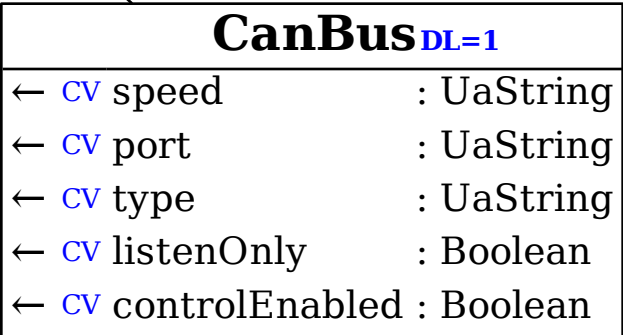 CanBus DL=1
← CV speed : UaString
← CV port : UaString
← CV type : UaString
← CV listenOnly : Boolean
← CV controlEnabled : Boolean